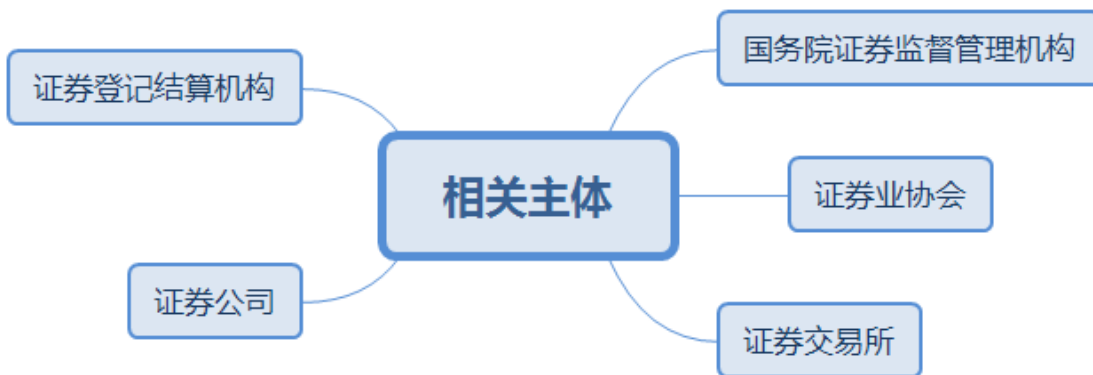 相关主体
国务院证券监督管理机构
证券业协会
证券交易所
证券登记结算机构
证券公司